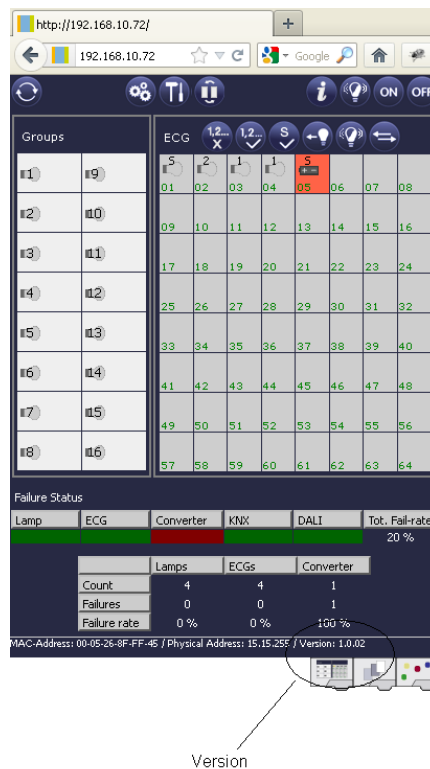 http://192.168.10.72/
192.168.10.72
Google
ON OFF
Groups
ECG 1,2... 1,2... S
1 9
2 10
3 11
4 12
5 13
6 14
7 15
8 16
S 2 1 1 S
01 02 03 04 05 06 07 08
09 10 11 12 13 14 15 16
17 18 19 20 21 22 23 24
25 26 27 28 29 30 31 32
33 34 35 36 37 38 39 40
41 42 43 44 45 46 47 48
49 50 51 52 53 54 55 56
57 58 59 60 61 62 63 64
Failure Status
Lamp ECG Converter KNX DALI Tot. Fail-rate
20 %
Lamps ECGs Converter
Count 4 4 1
Failures 0 0 1
Failure rate 0 % 0 % 100 %
MAC-Address: 00-05-26-8F-FF-45 / Physical Address: 15.15.255 / Version: 1.0.02
Version